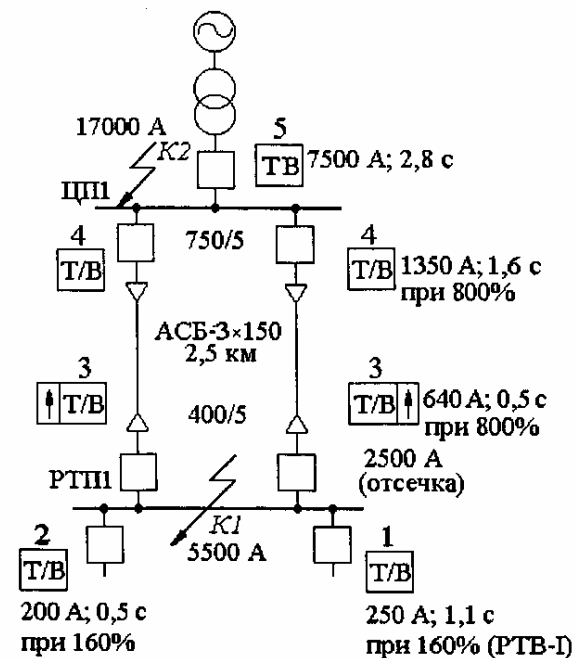 17000 А
К2
5
ТВ
7500 А; 2,8 с
ЦП1
4
Т/В
750/5
4
Т/В
1350 А; 1,6 с
при 800%
АСБ-3×150
2,5 км
3
Т/В
400/5
3
Т/В
640 А; 0,5 с
при 800%
2500 А
(отсечка)
РТП1
К1
5500 А
2
Т/В
200 А; 0,5 с
при 160%
1
Т/В
250 А; 1,1 с
при 160% (РТВ-I)